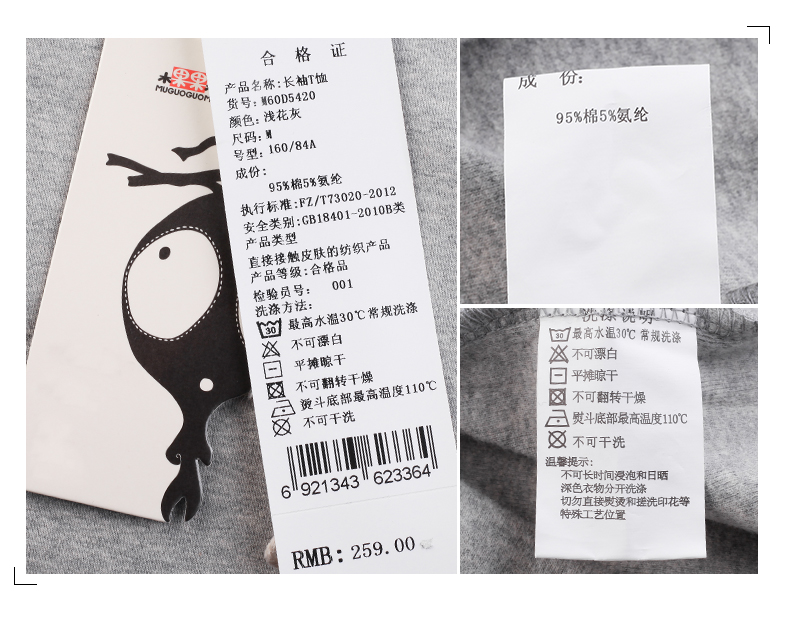 木果果
MUGUOGUOM
合格证
产品名称:长袖T恤
货号:M60D5420
颜色:浅花灰
尺码:M
号型:160/84A
成份:
95%棉5%氨纶
执行标准:FZ/T73020-2012
安全类别:GB18401-2010B类
产品类型
直接接触皮肤的纺织产品
产品等级:合格品
检验员号: 001
洗涤方法:
30 最高水温30℃常规洗涤
不可漂白
平摊晾干
不可翻转干燥
熨斗底部最高温度110℃
不可干洗
6 921343 623364
RMB:259.00
成 份:
95%棉5%氨纶
洗涤说明
30 最高水温30℃常规洗涤
不可漂白
平摊晾干
不可翻转干燥
熨斗底部最高温度110℃
不可干洗
温馨提示:
不可长时间浸泡和日晒
深色衣物分开洗涤
切勿直接熨烫和搓洗印花等
特殊工艺位置